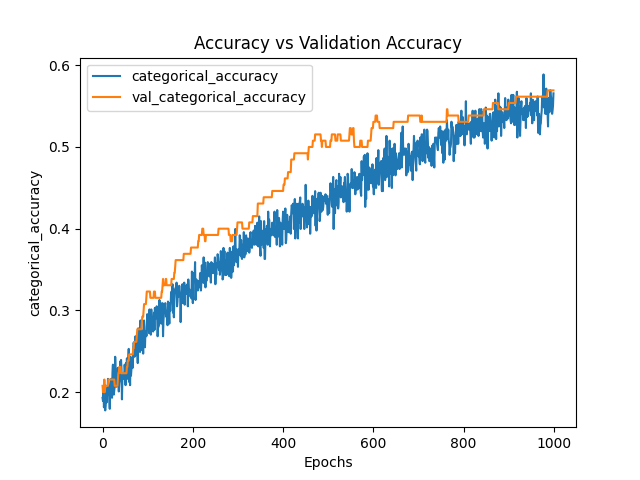 Accuracy vs Validation Accuracy
categorical_accuracy
val_categorical_accuracy
categorical_accuracy
0.6
0.5
0.4
0.3
0.2
0 200 400 600 800 1000
Epochs